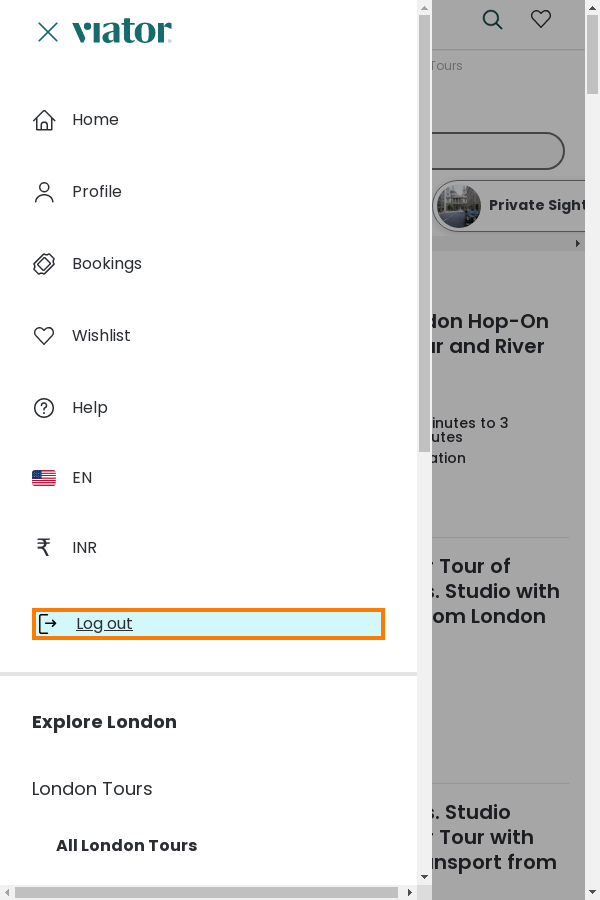 viator
Home
Profile
Bookings
Wishlist
Help
EN
₹ INR
Log out
Explore London
London Tours
All London Tours
Tours
Private Sight
don Hop-On
ur and River
inutes to 3
utes
ation
r Tour of
s. Studio with
om London
s. Studio
r Tour with
ansport from